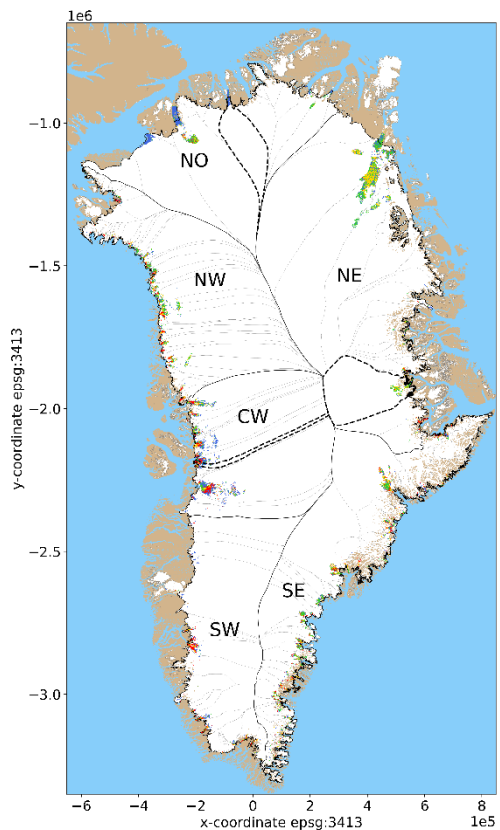 1e6
−1.0
−1.5
−2.0
−2.5
−3.0
y-coordinate epsg:3413
NO
NW
NE
CW
SE
SW
−6 −4 −2 0 2 4 6 8
1e5
x-coordinate epsg:3413